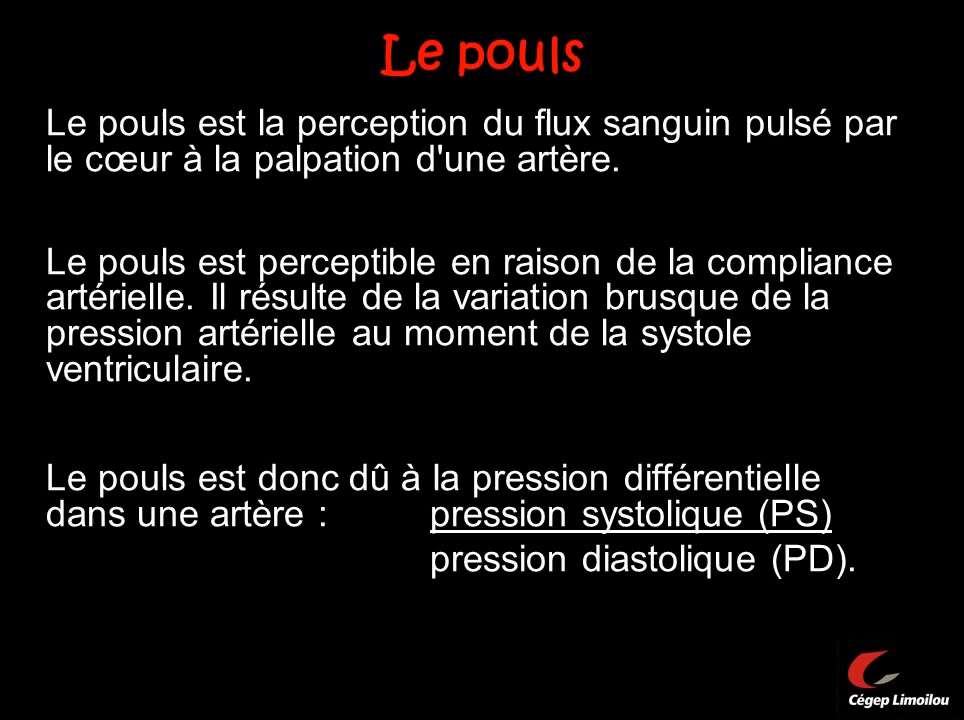 Le pouls
Le pouls est la perception du flux sanguin pulsé par
le cœur à la palpation d'une artère.
Le pouls est perceptible en raison de la compliance
artérielle. Il résulte de la variation brusque de la
pression artérielle au moment de la systole
ventriculaire.
Le pouls est donc dû à la pression différentielle
dans une artère : pression systolique (PS)
pression diastolique (PD).
Cégep Limoilou